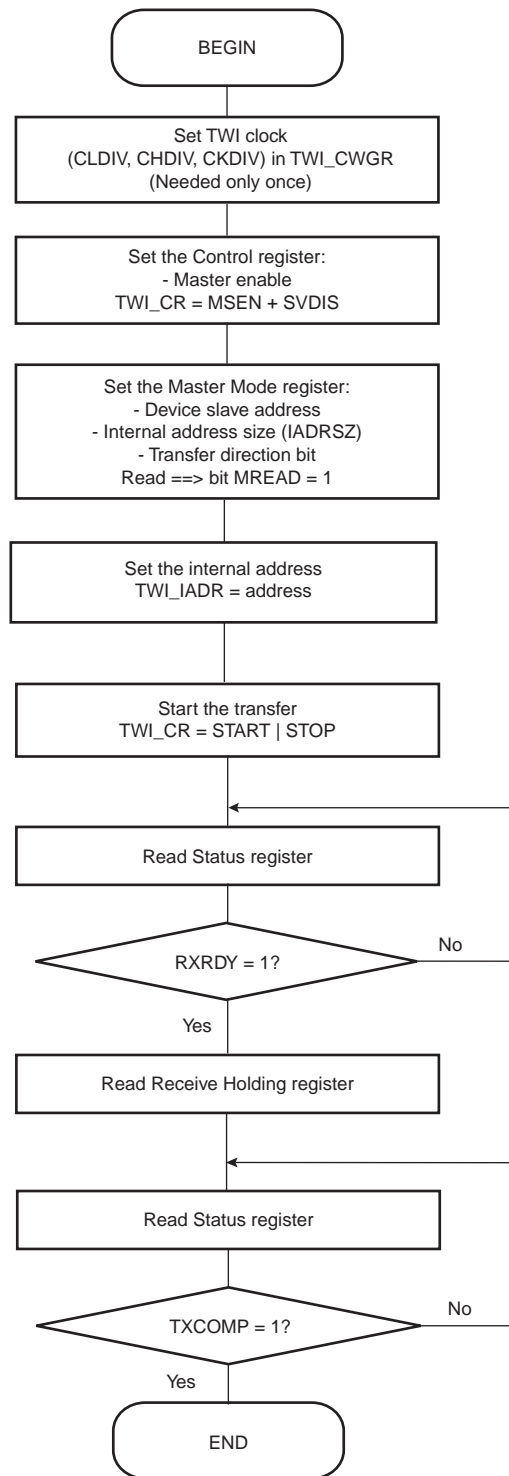 BEGIN
Set TWI clock
(CLDIV, CHDIV, CKDIV) in TWI_CWGR
(Needed only once)
Set the Control register:
- Master enable
TWI_CR = MSEN + SVDIS
Set the Master Mode register:
- Device slave address
- Internal address size (IADRSZ)
- Transfer direction bit
Read ==> bit MREAD = 1
Set the internal address
TWI_IADR = address
Start the transfer
TWI_CR = START | STOP
Read Status register
RXRDY = 1?
No
Yes
Read Receive Holding register
Read Status register
TXCOMP = 1?
No
Yes
END